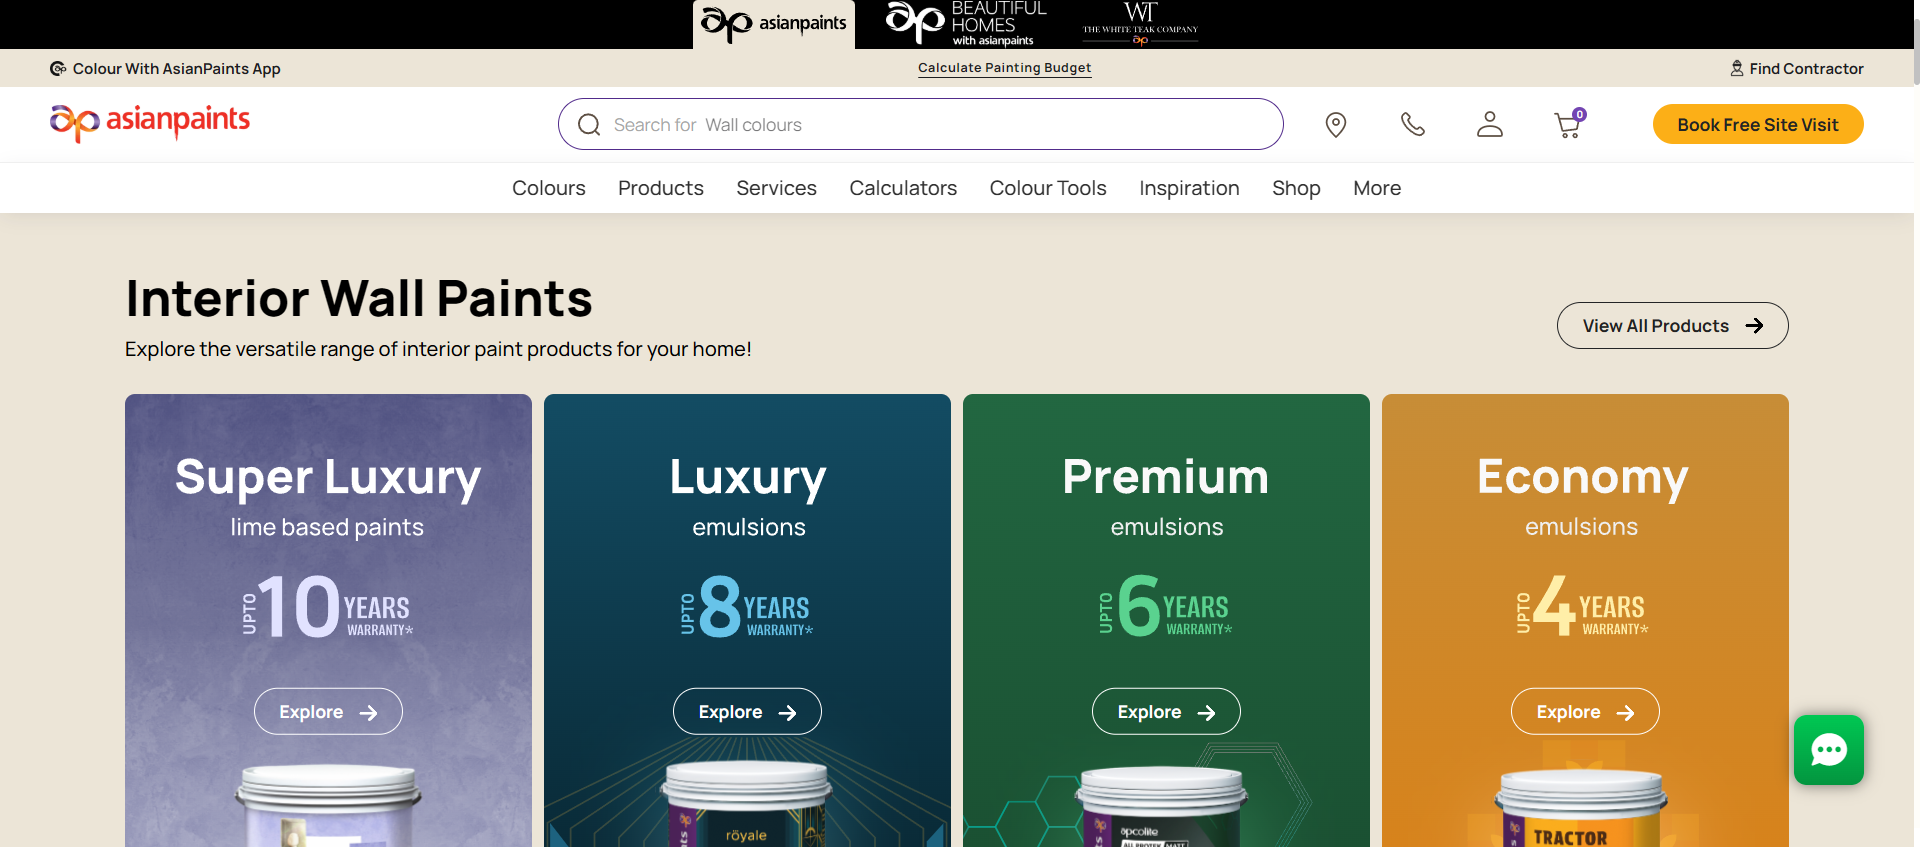 asianpaints
BEAUTIFUL
HOMES
with asianpaints
WT
THE WHITE TEAK COMPANY
Colour With AsianPaints App
Calculate Painting Budget
Find Contractor
asianpaints
Search for Wall colours
0
Book Free Site Visit
Colours Products Services Calculators Colour Tools Inspiration Shop More
Interior Wall Paints
Explore the versatile range of interior paint products for your home!
View All Products
Super Luxury
lime based paints
UPTO 10 YEARS
WARRANTY*
Explore
Luxury
emulsions
UPTO 8 YEARS
WARRANTY*
Explore
röyale
Premium
emulsions
UPTO 6 YEARS
WARRANTY*
Explore
apcolite
ALL PROTEK MATT
Economy
emulsions
UPTO 4 YEARS
WARRANTY*
Explore
TRACTOR